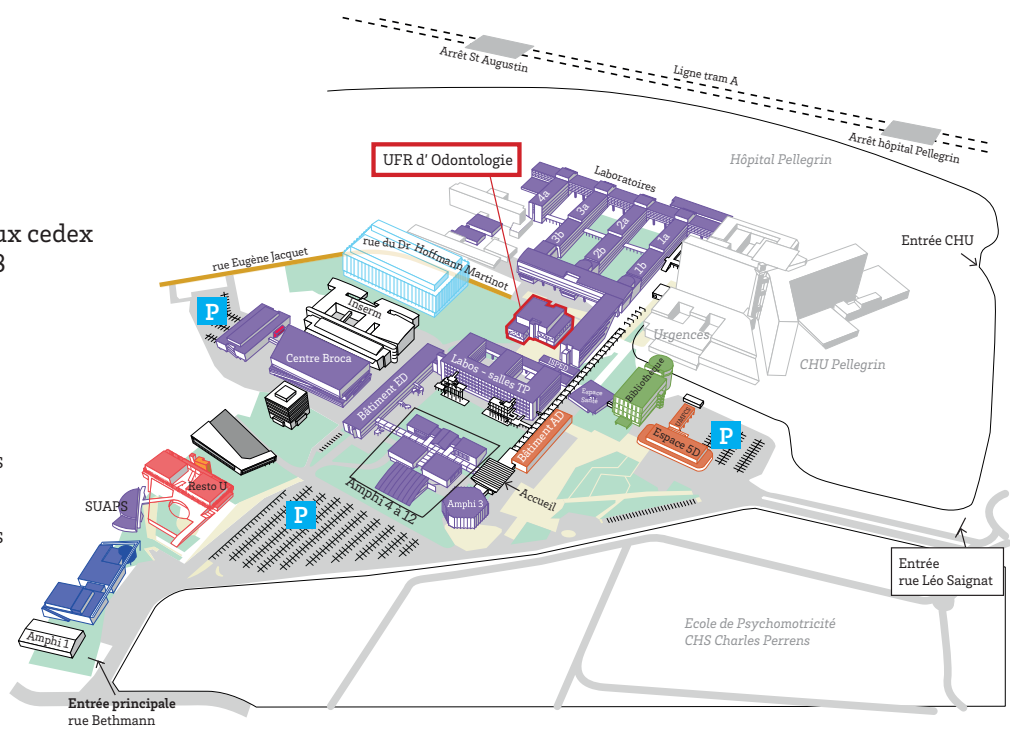 Arrêt St Augustin
Ligne tram A
Arrêt hôpital Pellegrin
Hôpital Pellegrin
UFR d' Odontologie
Laboratoires
4a
3a
2a
1a
3b
2b
1b
ux cedex
3
Entrée CHU
rue du Dr Hoffmann Martinot
rue Eugène Jacquet
P
Inserm
Urgences
CHU Pellegrin
Centre Broca
Labos - salles TP
ISPED
Bâtiment ED
Espace Santé
Bibliothèque
Bâtiment AD
Espace 5D
P
s
Resto U
Amphi 4 à 12
Accueil
Amphi 3
SUAPS
P
s
Entrée
rue Léo Saignat
Amphi 1
Ecole de Psychomotricité
CHS Charles Perrens
Entrée principale
rue Bethmann